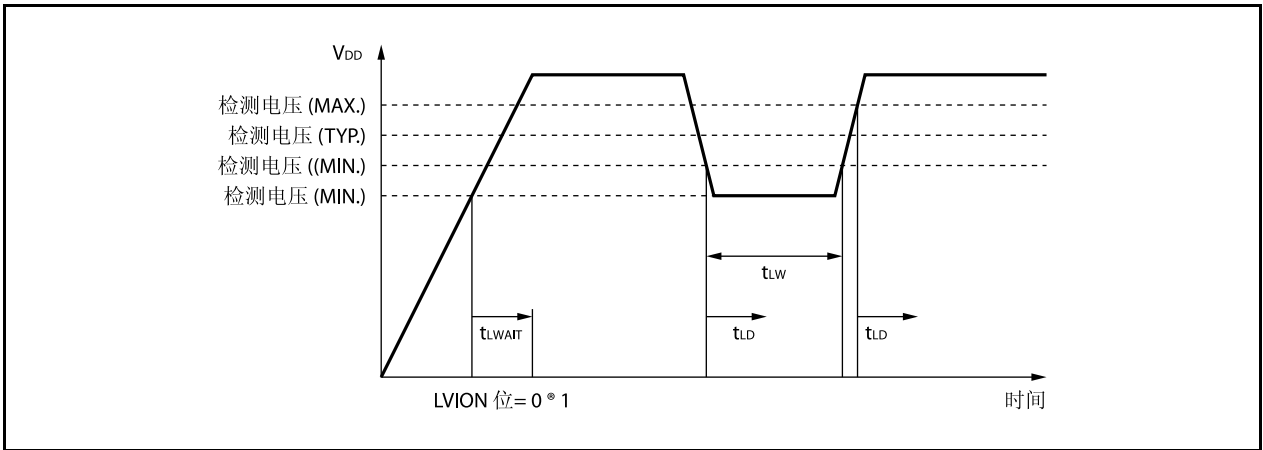 VDD
检测电压 (MAX.)
检测电压 (TYP.)
检测电压 ((MIN.)
检测电压 (MIN.)
tLW
tLWAIT
tLD
tLD
LVION 位= 0 ® 1
时间